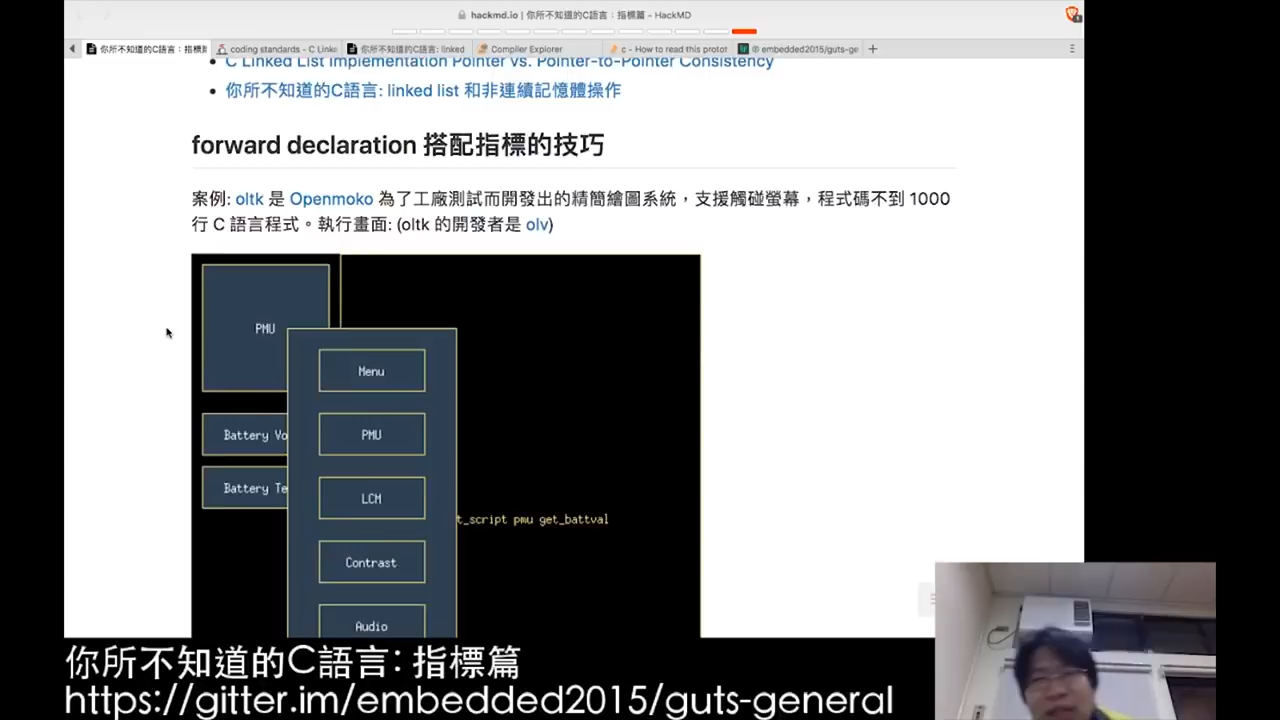 hackmd.io | 你所不知道的C語言：指標篇 – HackMD
你所不知道的C語言：指標
coding standards - C Linke
你所不知道的C語言: linked
Compiler Explorer
c - How to read this protot
embedded2015/guts-ge
C Linked List Implementation Pointer vs. Pointer-to-Pointer Consistency
你所不知道的C語言: linked list 和非連續記憶體操作
forward declaration 搭配指標的技巧
案例: oltk 是 Openmoko 為了工廠測試而開發出的精簡繪圖系統，支援觸碰螢幕，程式碼不到 1000
行 C 語言程式。執行畫面: (oltk 的開發者是 olv)
PMU
Menu
Battery Vo
PMU
Battery Te
LCM
t_script pmu get_battval
Contrast
Audio
你所不知道的C語言: 指標篇
https://gitter.im/embedded2015/guts-general